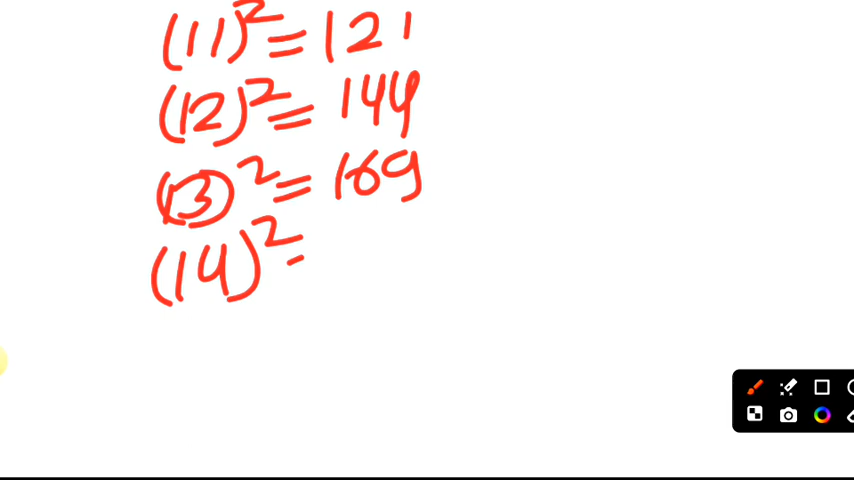 (11)² = 121
(12)² = 144
(13)² = 169
(14)² =